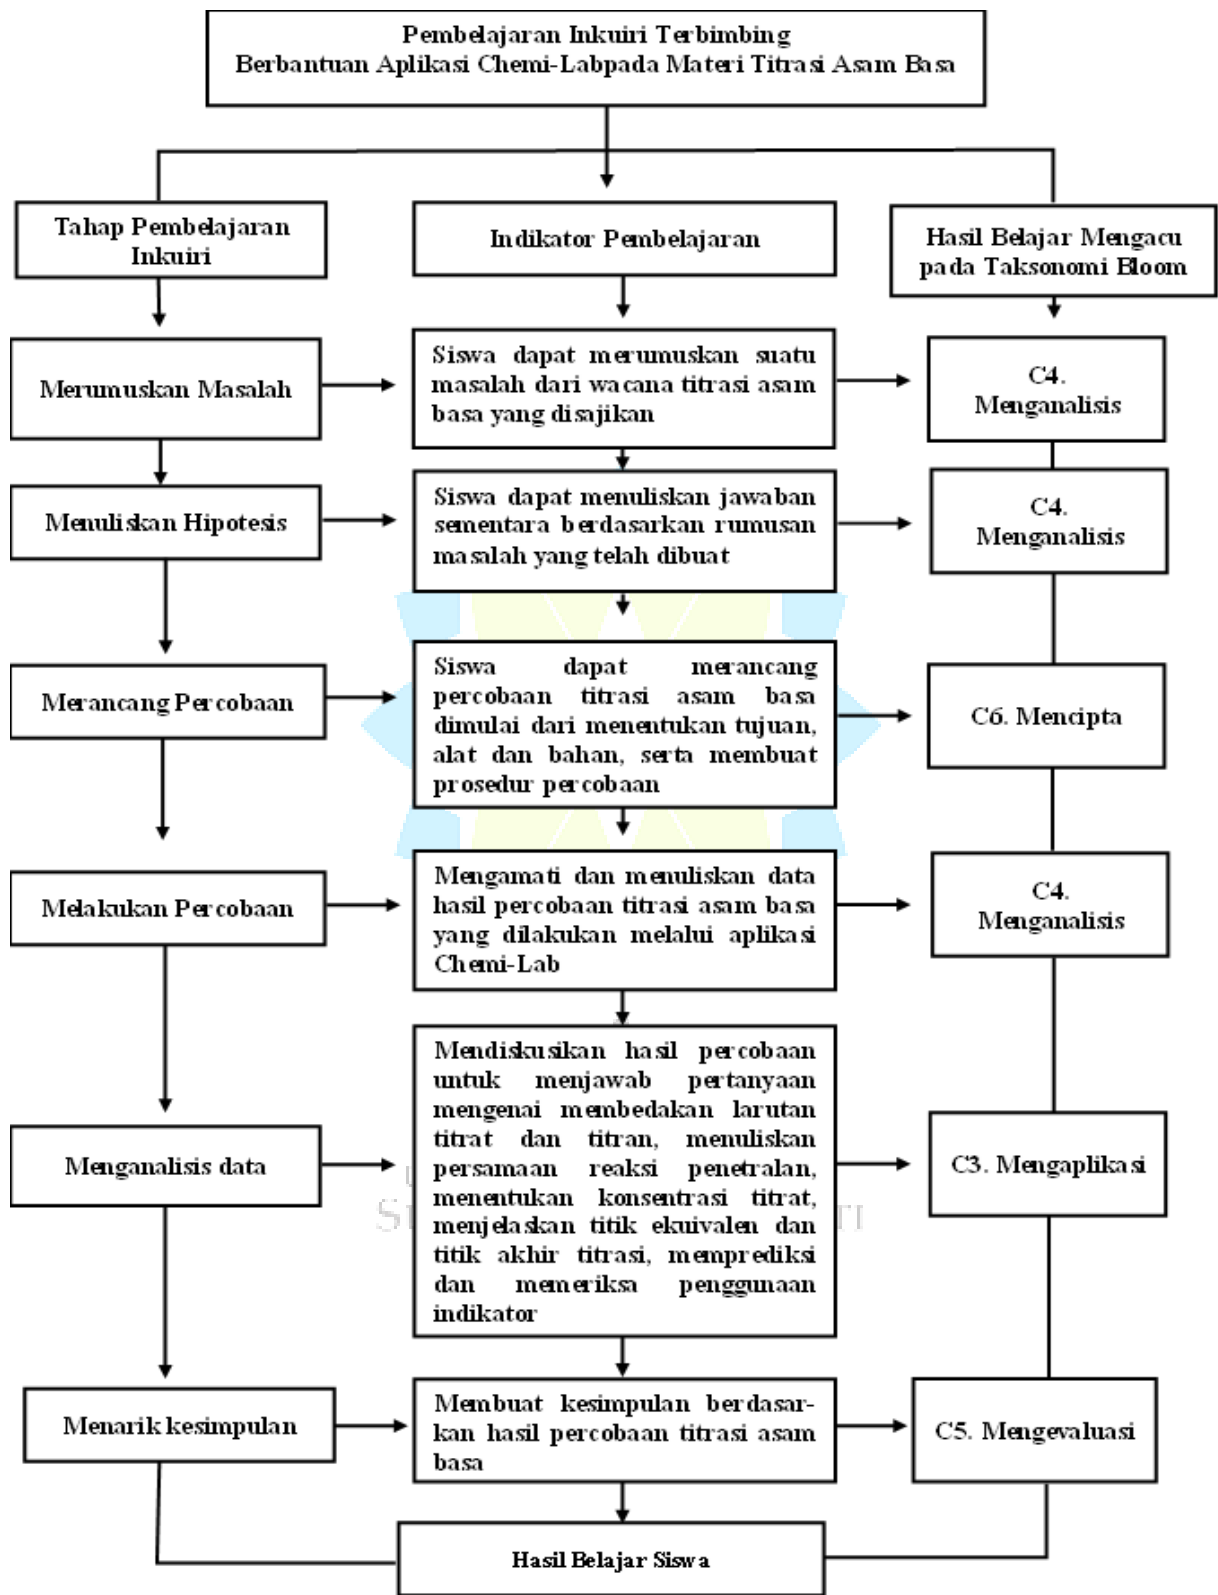 Pembelajaran Inkuiri Terbimbing
Berbantuan Aplikasi Chemi-Labpada Materi Titrasi Asam Basa
Tahap Pembelajaran
Inkuiri
Indikator Pembelajaran
Hasil Belajar Mengacu
pada Taksonomi Bloom
Merumuskan Masalah
Siswa dapat merumuskan suatu
masalah dari wacana titrasi asam
basa yang disajikan
C4.
Menganalisis
Menuliskan Hipotesis
Siswa dapat menuliskan jawaban
sementara berdasarkan rumusan
masalah yang telah dibuat
C4.
Menganalisis
Merancang Percobaan
Siswa dapat merancang
percobaan titrasi asam basa
dimulai dari menentukan tujuan,
alat dan bahan, serta membuat
prosedur percobaan
C6. Mencipta
Melakukan Percobaan
Mengamati dan menuliskan data
hasil percobaan titrasi asam basa
yang dilakukan melalui aplikasi
Chemi-Lab
C4.
Menganalisis
Menganalisis data
Mendiskusikan hasil percobaan
untuk menjawab pertanyaan
mengenai membedakan larutan
titrat dan titran, menuliskan
persamaan reaksi penetralan,
menentukan konsentrasi titrat,
menjelaskan titik ekuivalen dan
titik akhir titrasi, memprediksi
dan memeriksa penggunaan
indikator
C3. Mengaplikasi
Menarik kesimpulan
Membuat kesimpulan berdasar-
kan hasil percobaan titrasi asam
basa
C5. Mengevaluasi
Hasil Belajar Siswa